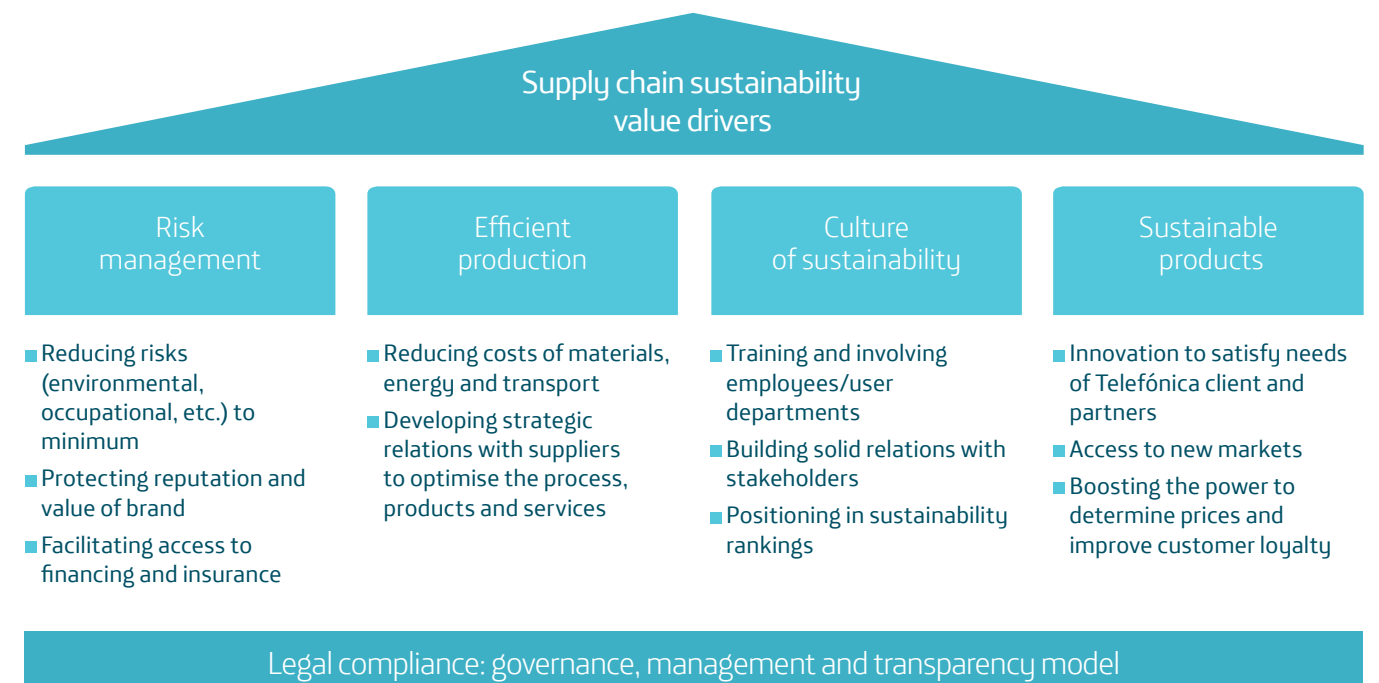 Supply chain sustainability
value drivers
Risk
management
Reducing risks
(environmental,
occupational, etc.) to
minimum
Protecting reputation and
value of brand
Facilitating access to
financing and insurance
Efficient
production
Reducing costs of materials,
energy and transport
Developing strategic
relations with suppliers
to optimise the process,
products and services
Culture
of sustainability
Training and involving
employees/user
departments
Building solid relations with
stakeholders
Positioning in sustainability
rankings
Sustainable
products
Innovation to satisfy needs
of Telefónica client and
partners
Access to new markets
Boosting the power to
determine prices and
improve customer loyalty
Legal compliance: governance, management and transparency model